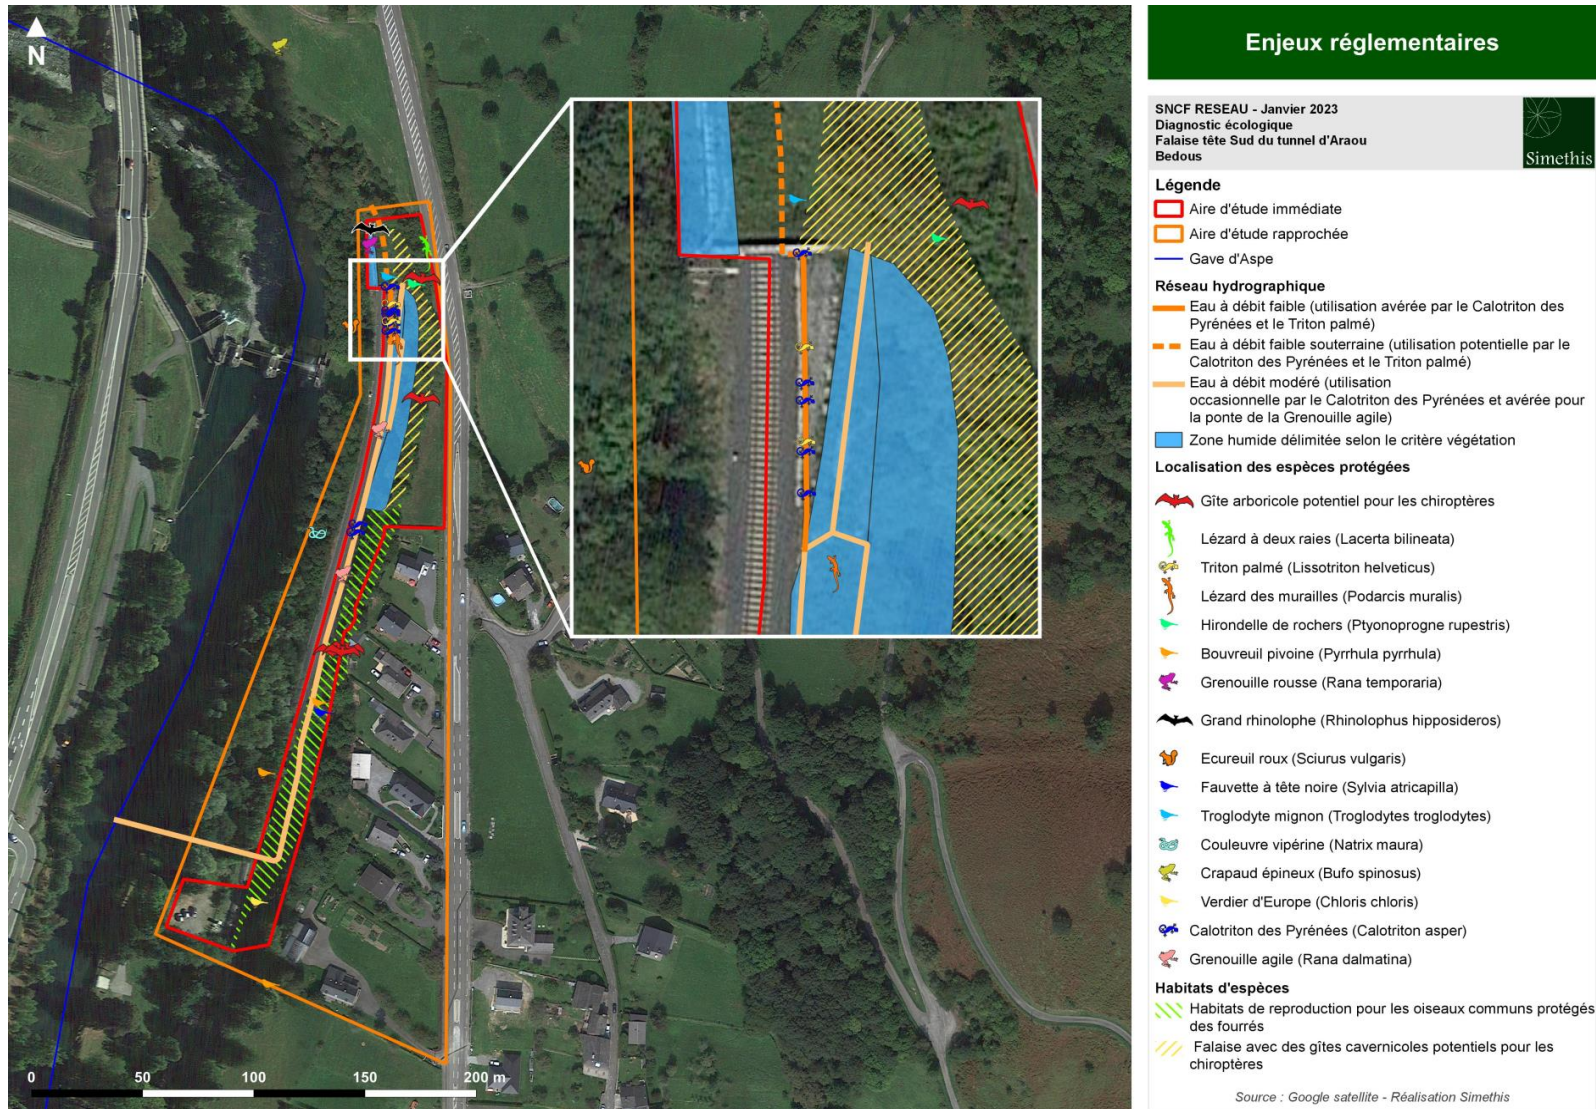 N
0 50 100 150 200 m
Enjeux réglementaires
SNCF RESEAU - Janvier 2023
Diagnostic écologique
Falaise tête Sud du tunnel d'Araou
Bedous
Simethis
Légende
Aire d'étude immédiate
Aire d'étude rapprochée
Gave d'Aspe
Réseau hydrographique
Eau à débit faible (utilisation avérée par le Calotriton des
Pyrénées et le Triton palmé)
Eau à débit faible souterraine (utilisation potentielle par le
Calotriton des Pyrénées et le Triton palmé)
Eau à débit modéré (utilisation
occasionnelle par le Calotriton des Pyrénées et avérée pour
la ponte de la Grenouille agile)
Zone humide délimitée selon le critère végétation
Localisation des espèces protégées
Gîte arboricole potentiel pour les chiroptères
Lézard à deux raies (Lacerta bilineata)
Triton palmé (Lissotriton helveticus)
Lézard des murailles (Podarcis muralis)
Hirondelle de rochers (Ptyonoprogne rupestris)
Bouvreuil pivoine (Pyrrhula pyrrhula)
Grenouille rousse (Rana temporaria)
Grand rhinolophe (Rhinolophus hipposideros)
Ecureuil roux (Sciurus vulgaris)
Fauvette à tête noire (Sylvia atricapilla)
Troglodyte mignon (Troglodytes troglodytes)
Couleuvre vipérine (Natrix maura)
Crapaud épineux (Bufo spinosus)
Verdier d'Europe (Chloris chloris)
Calotriton des Pyrénées (Calotriton asper)
Grenouille agile (Rana dalmatina)
Habitats d'espèces
Habitats de reproduction pour les oiseaux communs protégés
des fourrés
Falaise avec des gîtes cavernicoles potentiels pour les
chiroptères
Source : Google satellite - Réalisation Simethis